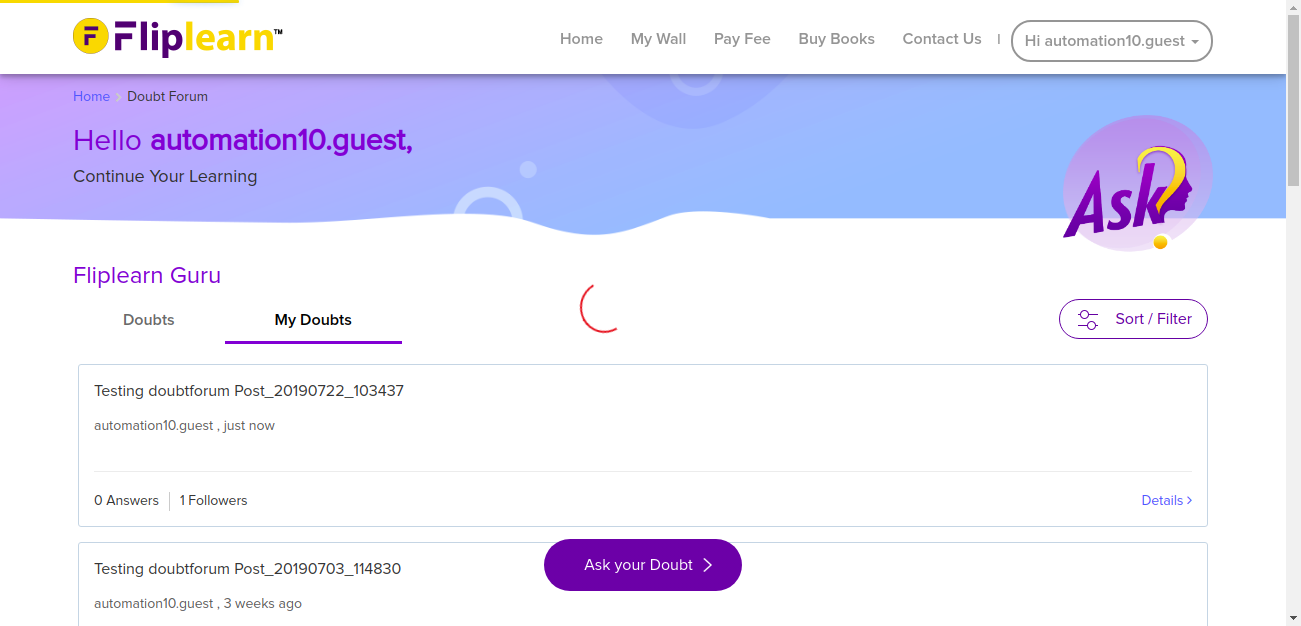 F Fliplearn™
Home My Wall Pay Fee Buy Books Contact Us | Hi automation10.guest
Home > Doubt Forum
Hello automation10.guest,
Continue Your Learning
Ask?
Fliplearn Guru
Doubts My Doubts Sort / Filter
Testing doubtforum Post_20190722_103437
automation10.guest , just now
0 Answers 1 Followers Details >
Testing doubtforum Post_20190703_114830
Ask your Doubt >
automation10.guest , 3 weeks ago